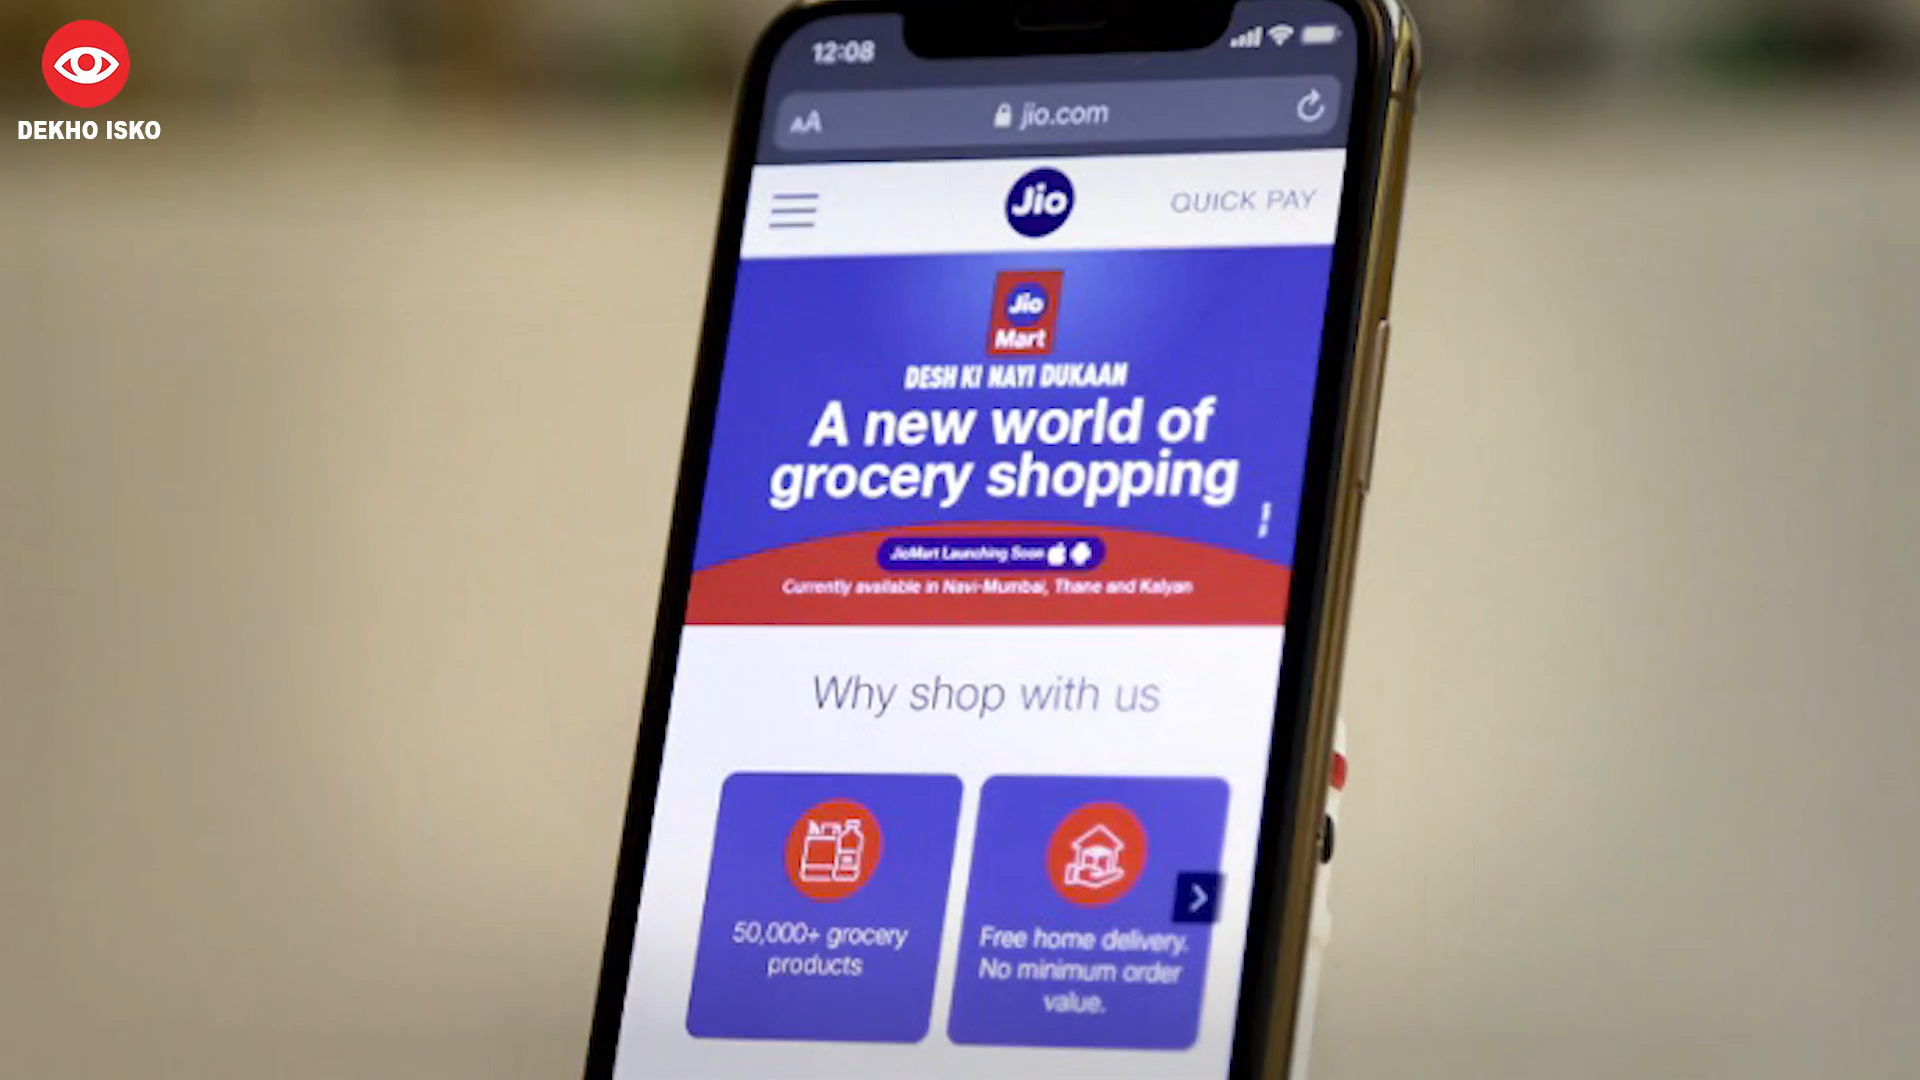 DEKHO ISKO
12:08
AA
jio.com
Jio
QUICK PAY
Jio
Mart
DESH KI NAYI DUKAAN
A new world of
grocery shopping
JioMart Launching Soon
Currently available in Navi-Mumbai, Thane and Kalyan
Why shop with us
50,000+ grocery
products
Free home delivery.
No minimum order
value.